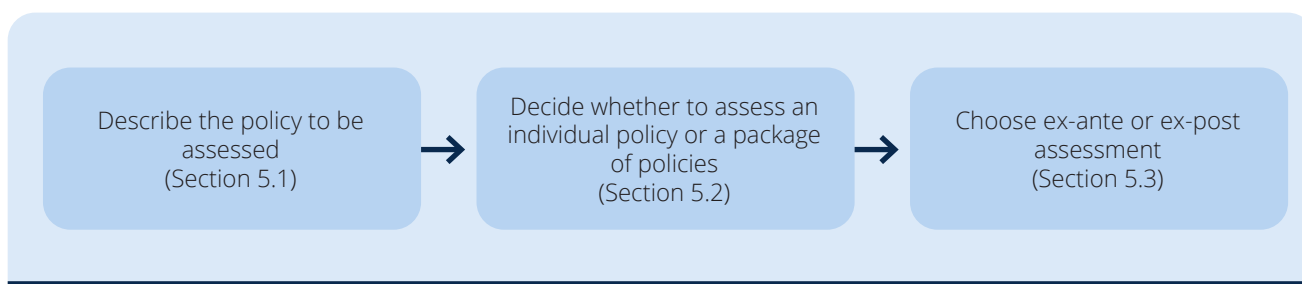 Describe the policy to be
assessed
(Section 5.1)
Decide whether to assess an
individual policy or a package
of policies
(Section 5.2)
Choose ex-ante or ex-post
assessment
(Section 5.3)